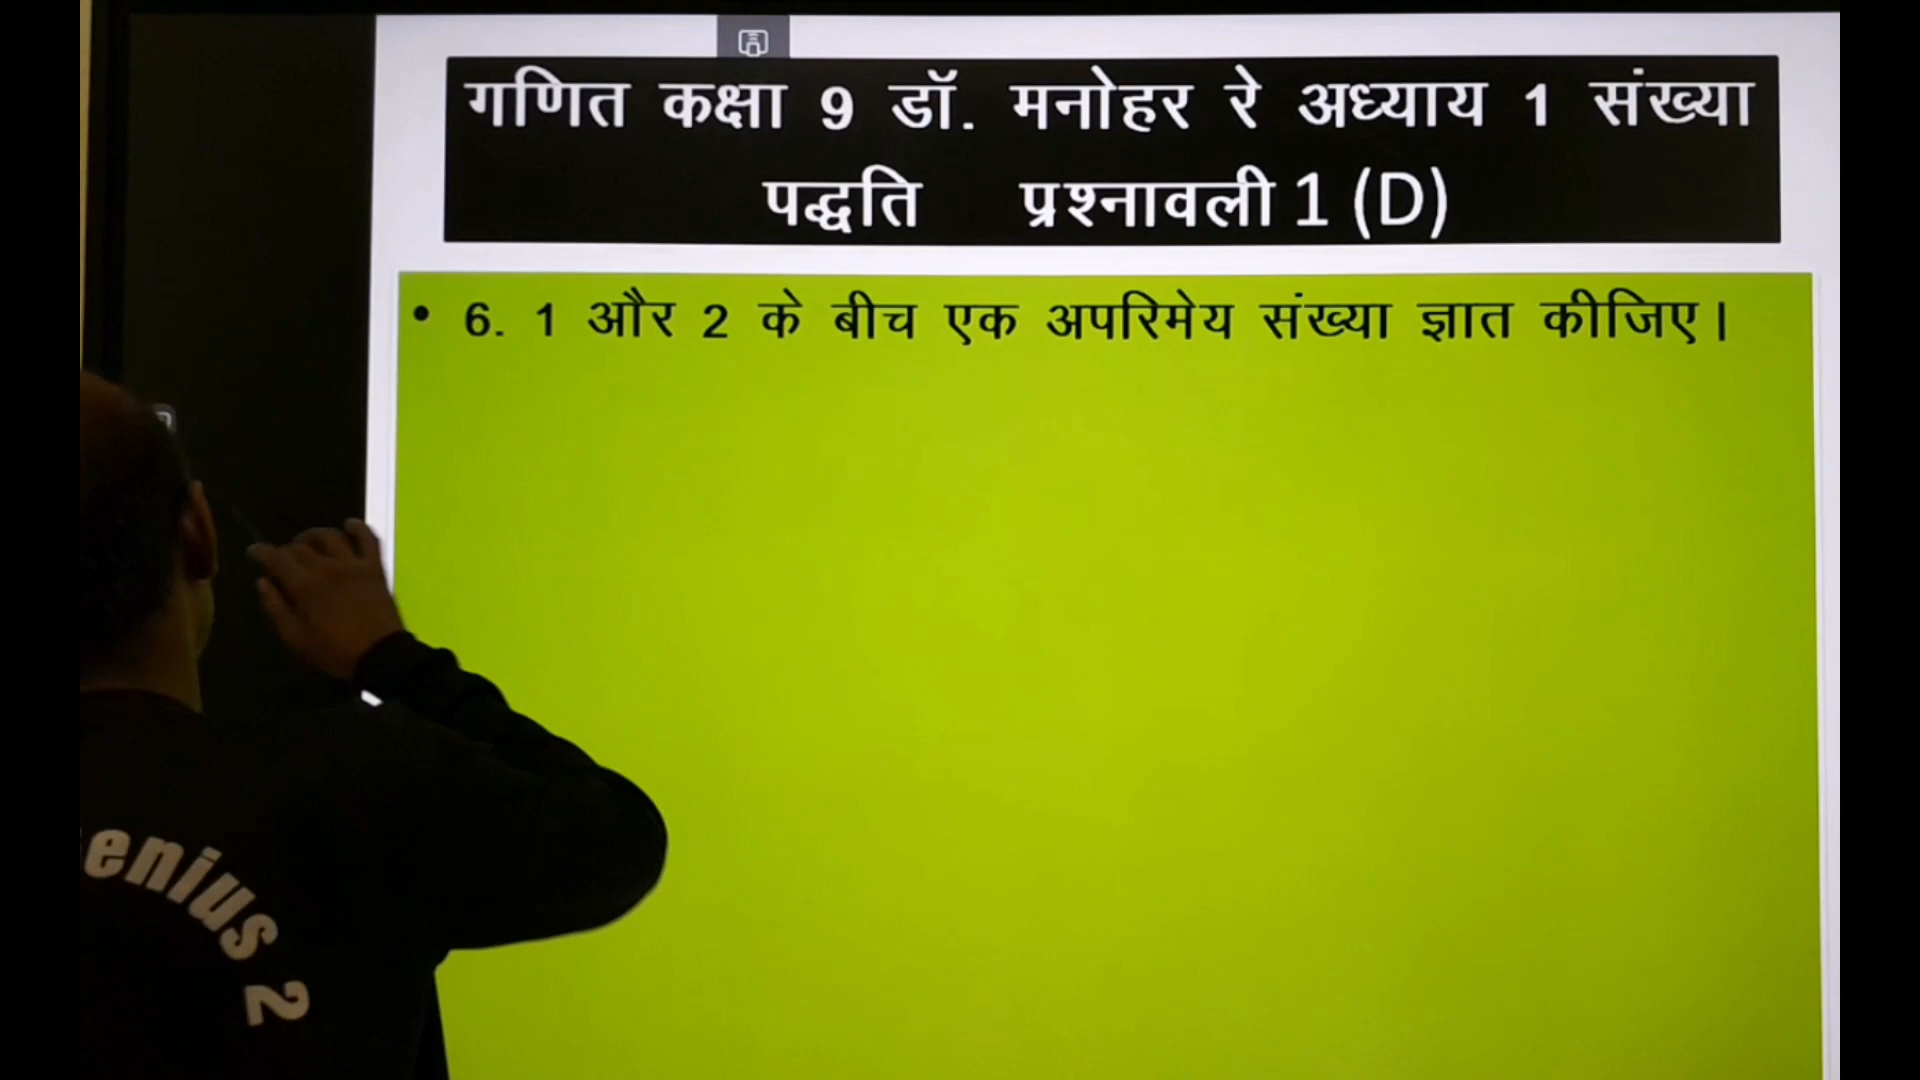 गणित कक्षा 9 डॉ. मनोहर रे अध्याय 1 संख्या
पद्धति प्रश्नावली 1 (D)
• 6. 1 और 2 के बीच एक अपरिमेय संख्या ज्ञात कीजिए।
enius 2